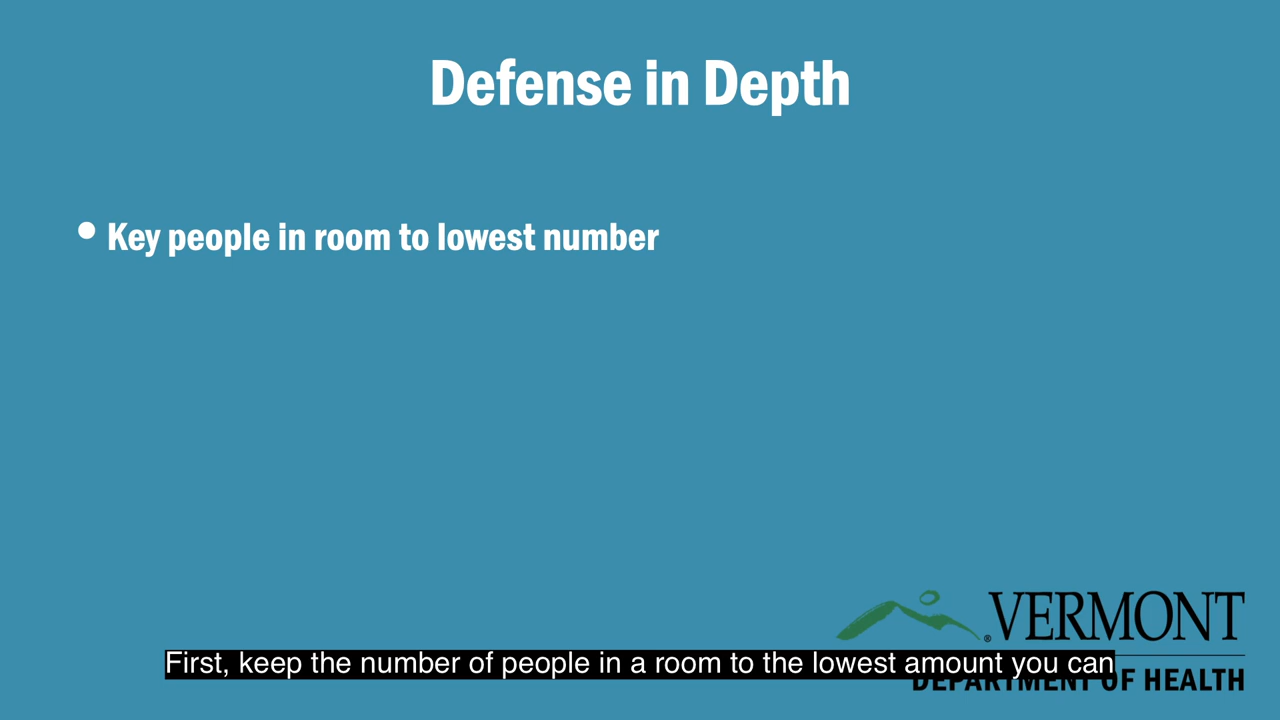 Defense in Depth
• Key people in room to lowest number
VERMONT
First, keep the number of people in a room to the lowest amount you can
DEPARTMENT OF HEALTH